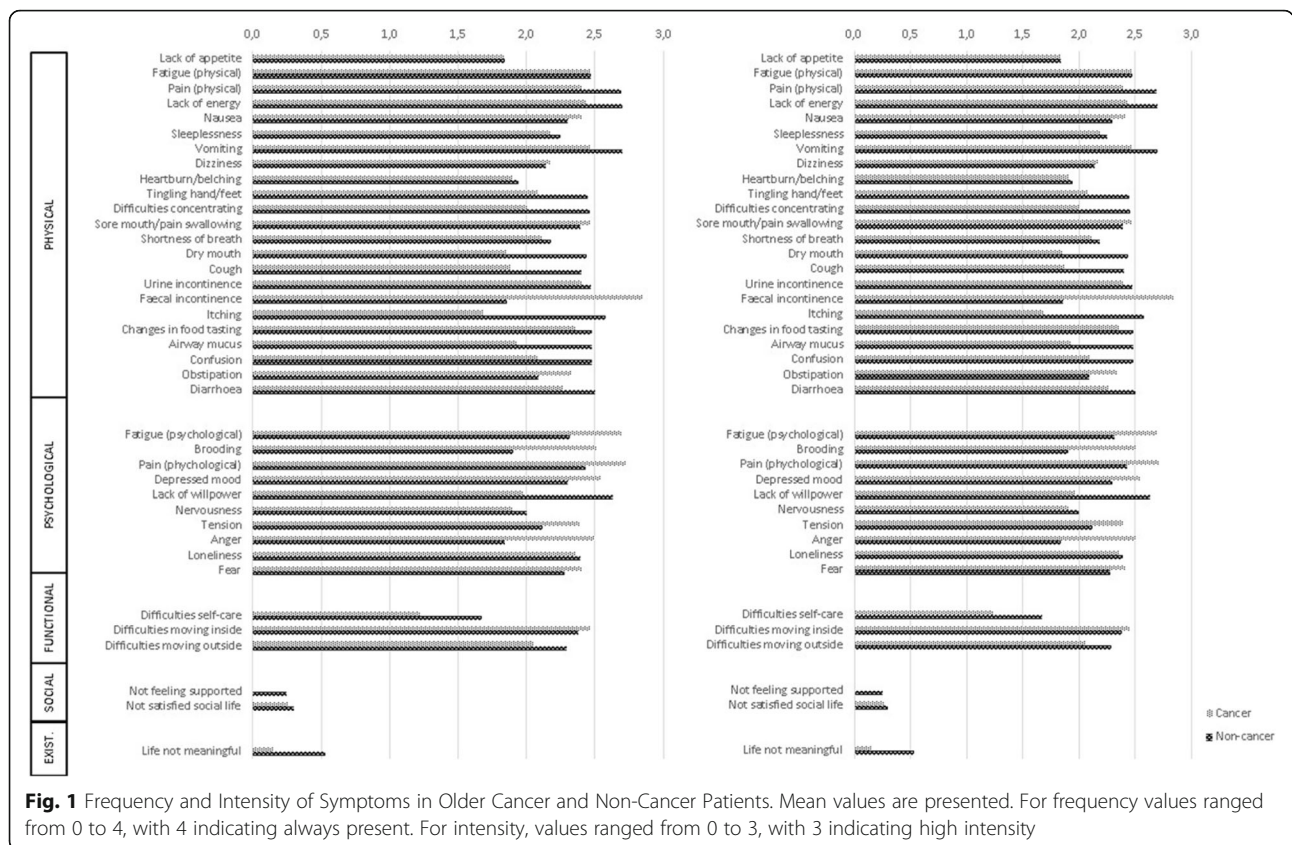 0,0 0,5 1,0 1,5 2,0 2,5 3,0
0,0 0,5 1,0 1,5 2,0 2,5 3,0
PHYSICAL
Lack of appetite
Fatigue (physical)
Pain (physical)
Lack of energy
Nausea
Sleeplessness
Vomiting
Dizziness
Heartburn/belching
Tingling hand/feet
Difficulties concentrating
Sore mouth/pain swallowing
Shortness of breath
Dry mouth
Cough
Urine incontinence
Faecal incontinence
Itching
Changes in food tasting
Airway mucus
Confusion
Obstipation
Diarrhoea
PSYCHOLOGICAL
Fatigue (psychological)
Brooding
Pain (phychological)
Depressed mood
Lack of willpower
Nervousness
Tension
Anger
Loneliness
Fear
FUNCTIONAL
Difficulties self-care
Difficulties moving inside
Difficulties moving outside
SOCIAL
Not feeling supported
Not satisfied social life
EXIST.
Life not meaningful
Lack of appetite
Fatigue (physical)
Pain (physical)
Lack of energy
Nausea
Sleeplessness
Vomiting
Dizziness
Heartburn/belching
Tingling hand/feet
Difficulties concentrating
Sore mouth/pain swallowing
Shortness of breath
Dry mouth
Cough
Urine incontinence
Faecal incontinence
Itching
Changes in food tasting
Airway mucus
Confusion
Obstipation
Diarrhoea
Fatigue (psychological)
Brooding
Pain (phychological)
Depressed mood
Lack of willpower
Nervousness
Tension
Anger
Loneliness
Fear
Difficulties self-care
Difficulties moving inside
Difficulties moving outside
Not feeling supported
Not satisfied social life
Life not meaningful
Cancer
Non-cancer
Fig. 1 Frequency and Intensity of Symptoms in Older Cancer and Non-Cancer Patients. Mean values are presented. For frequency values ranged
from 0 to 4, with 4 indicating always present. For intensity, values ranged from 0 to 3, with 3 indicating high intensity